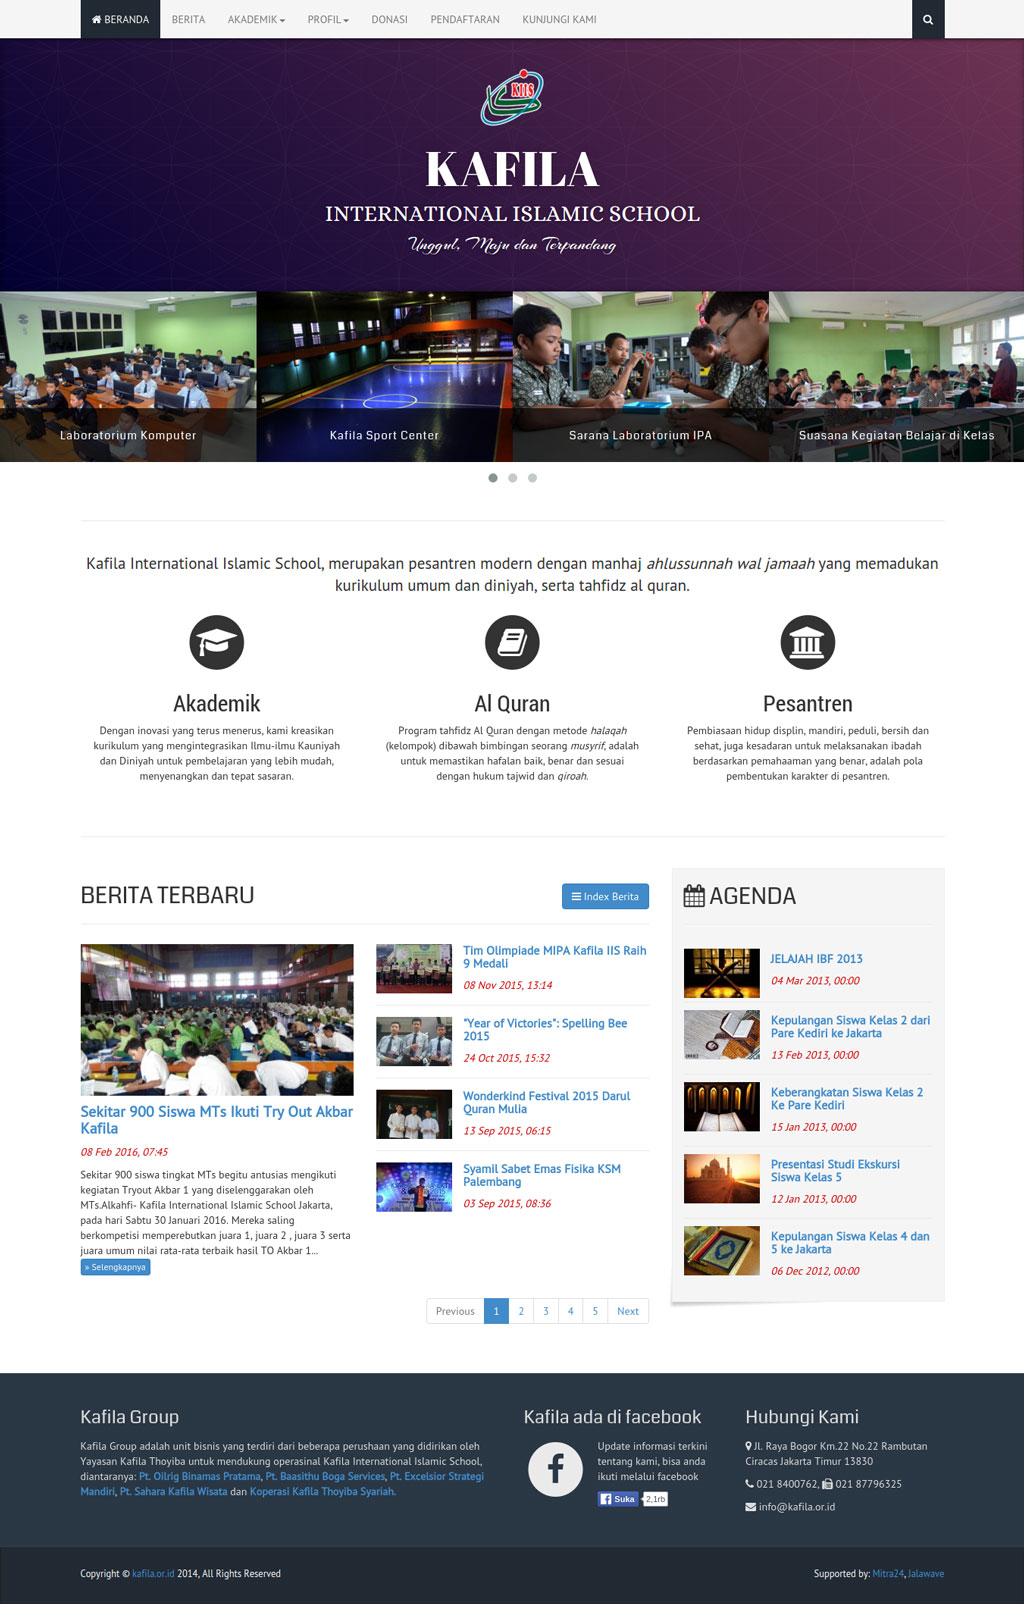 BERANDA
BERITA
AKADEMIK
PROFIL
DONASI
PENDAFTARAN
KUNJUNGI KAMI
KIIS
KAFILA
INTERNATIONAL ISLAMIC SCHOOL
Unggul, Maju dan Terpandang
Laboratorium Komputer
Kafila Sport Center
Sarana Laboratorium IPA
Suasana Kegiatan Belajar di Kelas
Kafila International Islamic School, merupakan pesantren modern dengan manhaj ahlussunnah wal jamaah yang memadukan
kurikulum umum dan diniyah, serta tahfidz al quran.
Akademik
Dengan inovasi yang terus menerus, kami kreasikan
kurikulum yang mengintegrasikan Ilmu-ilmu Kauniyah
dan Diniyah untuk pembelajaran yang lebih mudah,
menyenangkan dan tepat sasaran.
Al Quran
Program tahfidz Al Quran dengan metode halaqah
(kelompok) dibawah bimbingan seorang musyrif, adalah
untuk memastikan hafalan baik, benar dan sesuai
dengan hukum tajwid dan qiroah.
Pesantren
Pembiasaan hidup displin, mandiri, peduli, bersih dan
sehat, juga kesadaran untuk melaksanakan ibadah
berdasarkan pemahaaman yang benar, adalah pola
pembentukan karakter di pesantren.
BERITA TERBARU
Index Berita
Sekitar 900 Siswa MTs Ikuti Try Out Akbar
Kafila
08 Feb 2016, 07:45
Sekitar 900 siswa tingkat MTs begitu antusias mengikuti
kegiatan Tryout Akbar 1 yang diselenggarakan oleh
MTs.Alkahfi- Kafila International Islamic School Jakarta,
pada hari Sabtu 30 Januari 2016. Mereka saling
berkompetisi memperebutkan juara 1, juara 2 , juara 3 serta
juara umum nilai rata-rata terbaik hasil TO Akbar 1...
» Selengkapnya
Tim Olimpiade MIPA Kafila IIS Raih
9 Medali
08 Nov 2015, 13:14
"Year of Victories": Spelling Bee
2015
24 Oct 2015, 15:32
Wonderkind Festival 2015 Darul
Quran Mulia
13 Sep 2015, 06:15
Syamil Sabet Emas Fisika KSM
Palembang
03 Sep 2015, 08:36
Previous 1 2 3 4 5 Next
AGENDA
JELAJAH IBF 2013
04 Mar 2013, 00:00
Kepulangan Siswa Kelas 2 dari
Pare Kediri ke Jakarta
13 Feb 2013, 00:00
Keberangkatan Siswa Kelas 2
Ke Pare Kediri
15 Jan 2013, 00:00
Presentasi Studi Ekskursi
Siswa Kelas 5
12 Jan 2013, 00:00
Kepulangan Siswa Kelas 4 dan
5 ke Jakarta
06 Dec 2012, 00:00
Kafila Group
Kafila Group adalah unit bisnis yang terdiri dari beberapa perushaan yang didirikan oleh
Yayasan Kafila Thoyiba untuk mendukung operasinal Kafila International Islamic School,
diantaranya: Pt. Oilrig Binamas Pratama, Pt. Baasithu Boga Services, Pt. Excelsior Strategi
Mandiri, Pt. Sahara Kafila Wisata dan Koperasi Kafila Thoyiba Syariah.
Kafila ada di facebook
Update informasi terkini
tentang kami, bisa anda
ikuti melalui facebook
Suka 2,1rb
Hubungi Kami
Jl. Raya Bogor Km.22 No.22 Rambutan
Ciracas Jakarta Timur 13830
021 8400762, 021 87796325
info@kafila.or.id
Copyright © kafila.or.id 2014, All Rights Reserved
Supported by: Mitra24, Jalawave